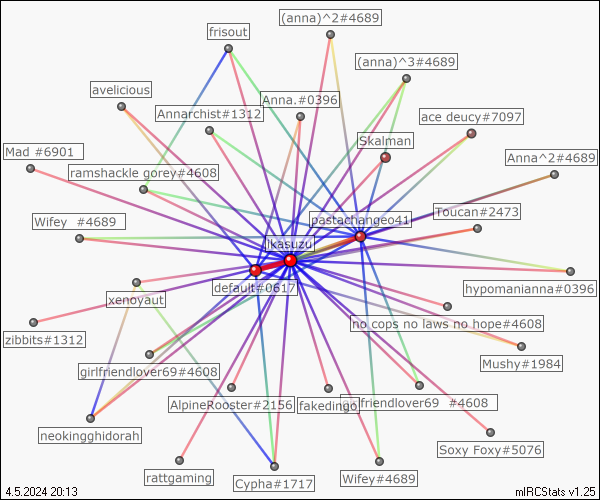 (anna)^2#4689
frisout
(anna)^3#4689
avelicious
Anna.#0396
Annarchist#1312
ace deucy#7097
Skalman
Mad #6901
Anna^2#4689
ramshackle gorey#4608
Toucan#2473
pastachangeo41
Wifey #4689
lkasuzu
default#0617
hypomanianna#0396
xenoyaut
no cops no laws no hope#4608
zibbits#1312
Mushy#1984
girlfriendlover69#4608
AlpineRooster#2156
fakedingo
friendlover69 #4608
neokingghidorah
Soxy Foxy#5076
rattgaming
Cypha#1717
Wifey#4689
4.5.2024 20:13
mIRCStats v1.25